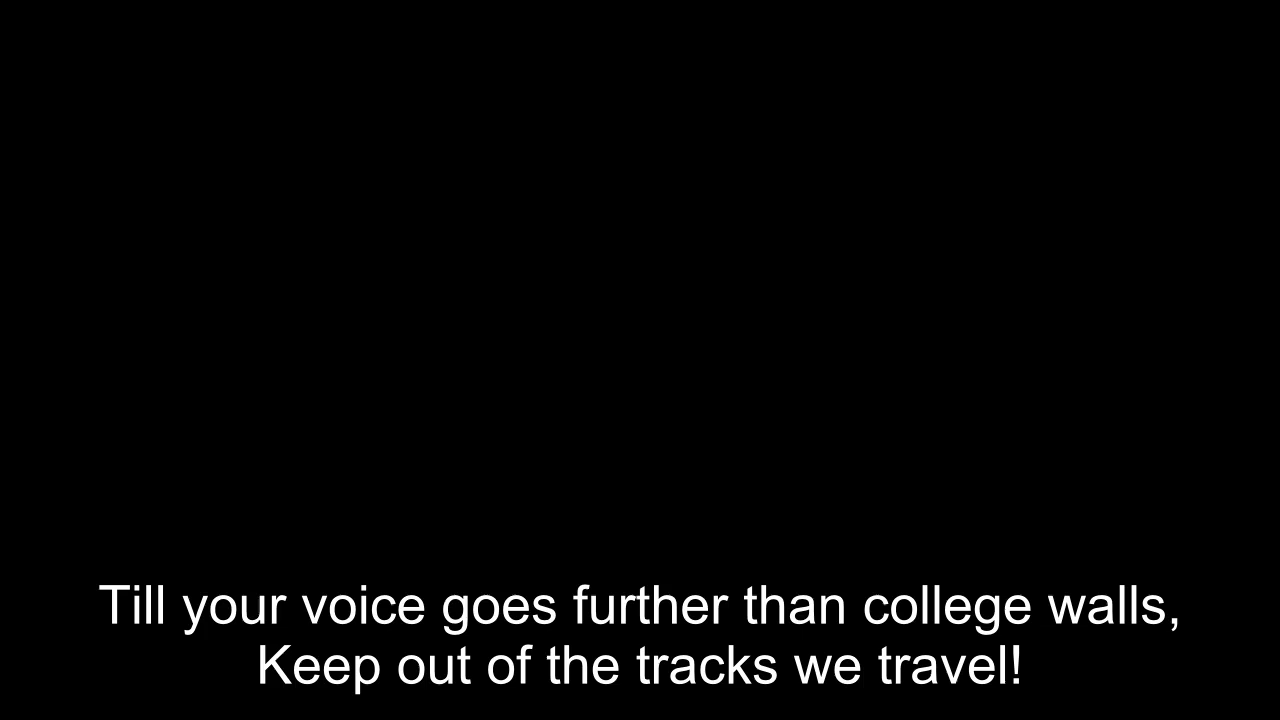 Till your voice goes further than college walls,
Keep out of the tracks we travel!